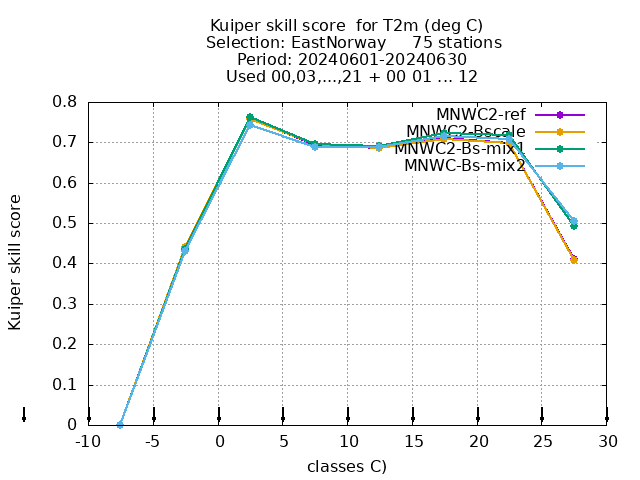 Kuiper skill score  for T2m (deg C)
Selection: EastNorway     75 stations
Period: 20240601-20240630
Used 00,03,...,21 + 00 01 ... 12
MNWC2-ref
MNWC2-Bscale
MNWC2-Bs-mix1
MNWC-Bs-mix2
Kuiper skill score
0.8
0.7
0.6
0.5
0.4
0.3
0.2
0.1
0
-10 -5 0 5 10 15 20 25 30
classes C)